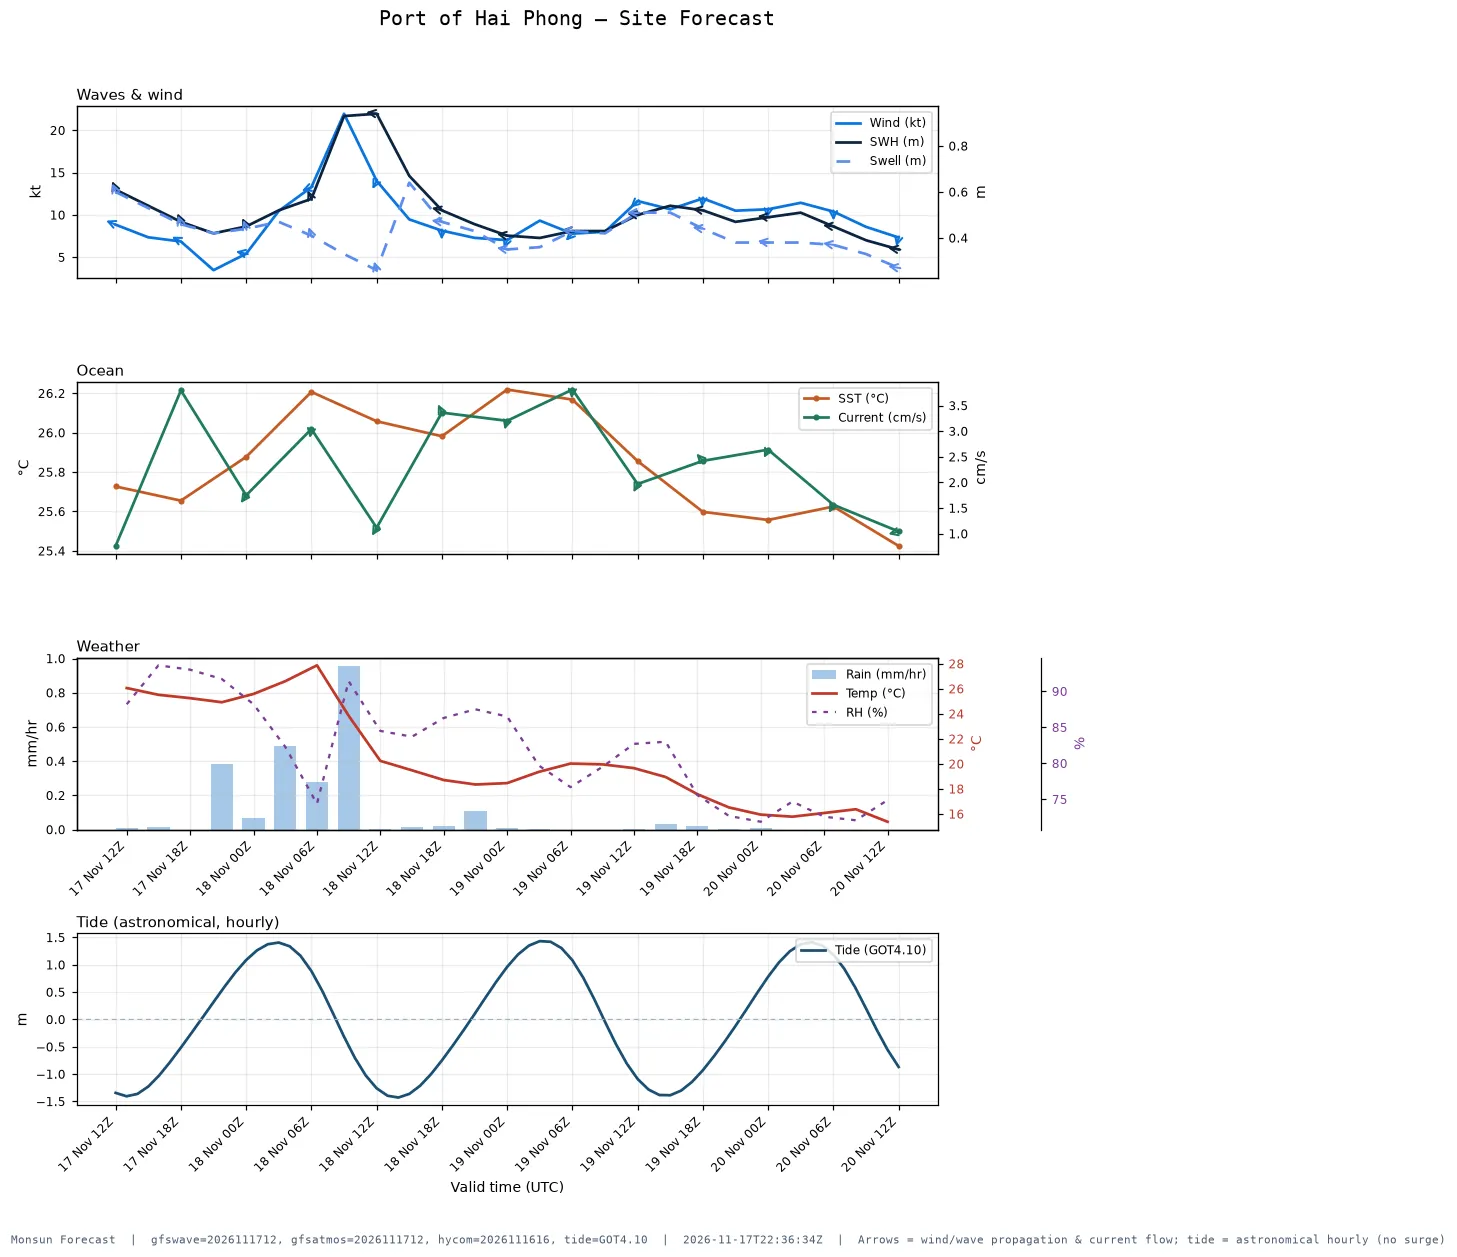 Port of Hai Phong — Site Forecast
Waves & wind
20
15
10
5
kt
0.8
0.6
0.4
m
Wind (kt)
SWH (m)
Swell (m)
Ocean
26.2
26.0
25.8
25.6
25.4
°C
3.5
3.0
2.5
2.0
1.5
1.0
cm/s
SST (°C)
Current (cm/s)
Weather
1.0
0.8
0.6
0.4
0.2
0.0
mm/hr
28
26
24
22
20
18
16
°C
90
85
80
75
%
Rain (mm/hr)
Temp (°C)
RH (%)
17 Nov 12Z
17 Nov 18Z
18 Nov 00Z
18 Nov 06Z
18 Nov 12Z
18 Nov 18Z
19 Nov 00Z
19 Nov 06Z
19 Nov 12Z
19 Nov 18Z
20 Nov 00Z
20 Nov 06Z
20 Nov 12Z
Tide (astronomical, hourly)
1.5
1.0
0.5
0.0
−0.5
−1.0
−1.5
m
Tide (GOT4.10)
17 Nov 12Z
17 Nov 18Z
18 Nov 00Z
18 Nov 06Z
18 Nov 12Z
18 Nov 18Z
19 Nov 00Z
19 Nov 06Z
19 Nov 12Z
19 Nov 18Z
20 Nov 00Z
20 Nov 06Z
20 Nov 12Z
Valid time (UTC)
Monsun Forecast | gfswave=2026111712, gfsatmos=2026111712, hycom=2026111616, tide=GOT4.10 | 2026-11-17T22:36:34Z | Arrows = wind/wave propagation & current flow; tide = astronomical hourly (no surge)